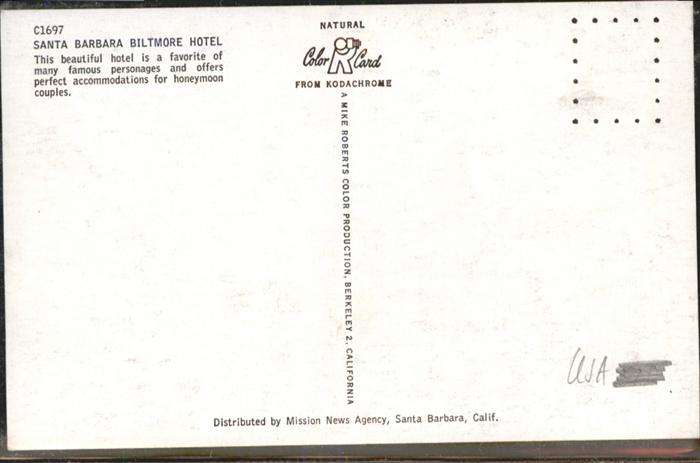 C1697
SANTA BARBARA BILTMORE HOTEL
This beautiful hotel is a favorite of
many famous personages and offers
perfect accommodations for honeymoon
couples.
NATURAL
Color Card
FROM KODACHROME
A MIKE ROBERTS COLOR PRODUCTION, BERKELEY 2, CALIFORNIA
USA
Distributed by Mission News Agency, Santa Barbara, Calif.